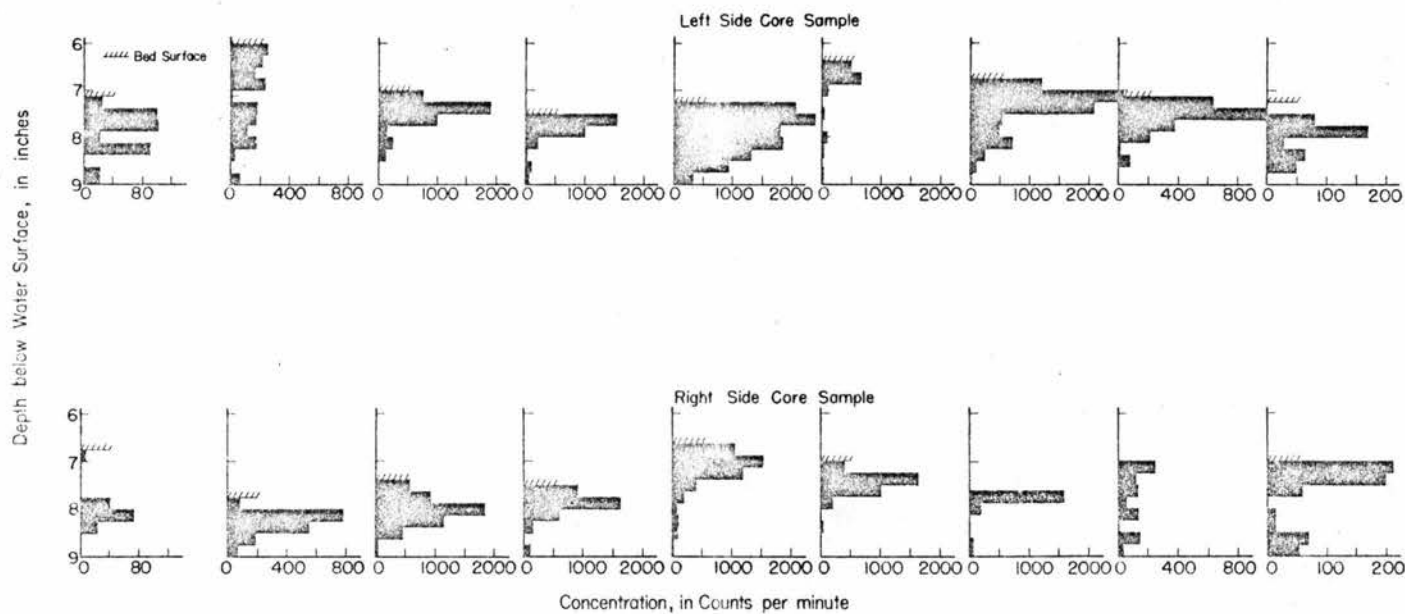 Left Side Core Sample
Bed Surface
6
7
8
9
0 80
0 400 800
0 1000 2000
0 1000 2000
0 1000 2000
0 1000 2000
0 1000 2000
0 400 800
0 100 200
Depth below Water Surface, in inches
Right Side Core Sample
6
7
8
9
0 80
0 400 800
0 1000 2000
0 1000 2000
0 1000 2000
0 1000 2000
0 1000 2000
0 400 800
0 100 200
Concentration, in Counts per minute